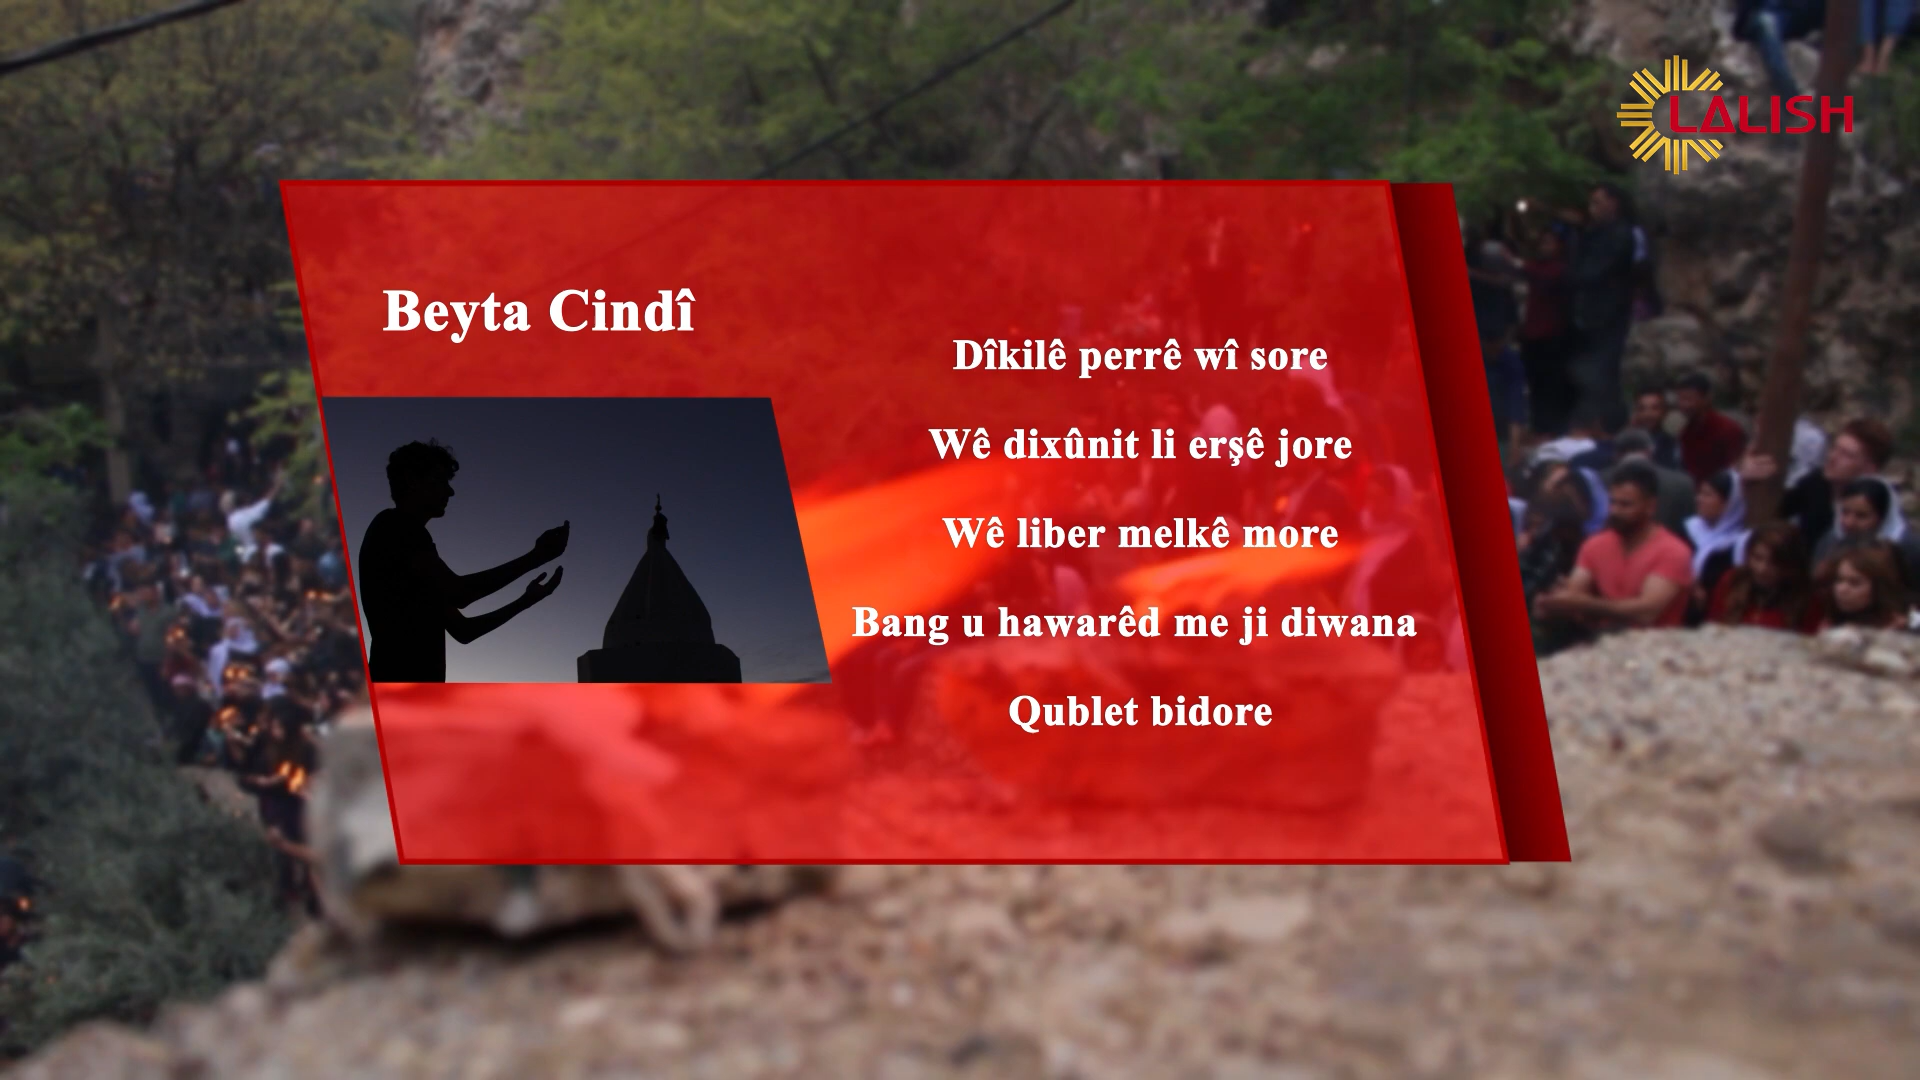 LALISH
Beyta Cindî
Dîkilê perrê wî sore
Wê dixûnit li erşê jore
Wê liber melkê more
Bang u hawarêd me ji diwana
Qublet bidore